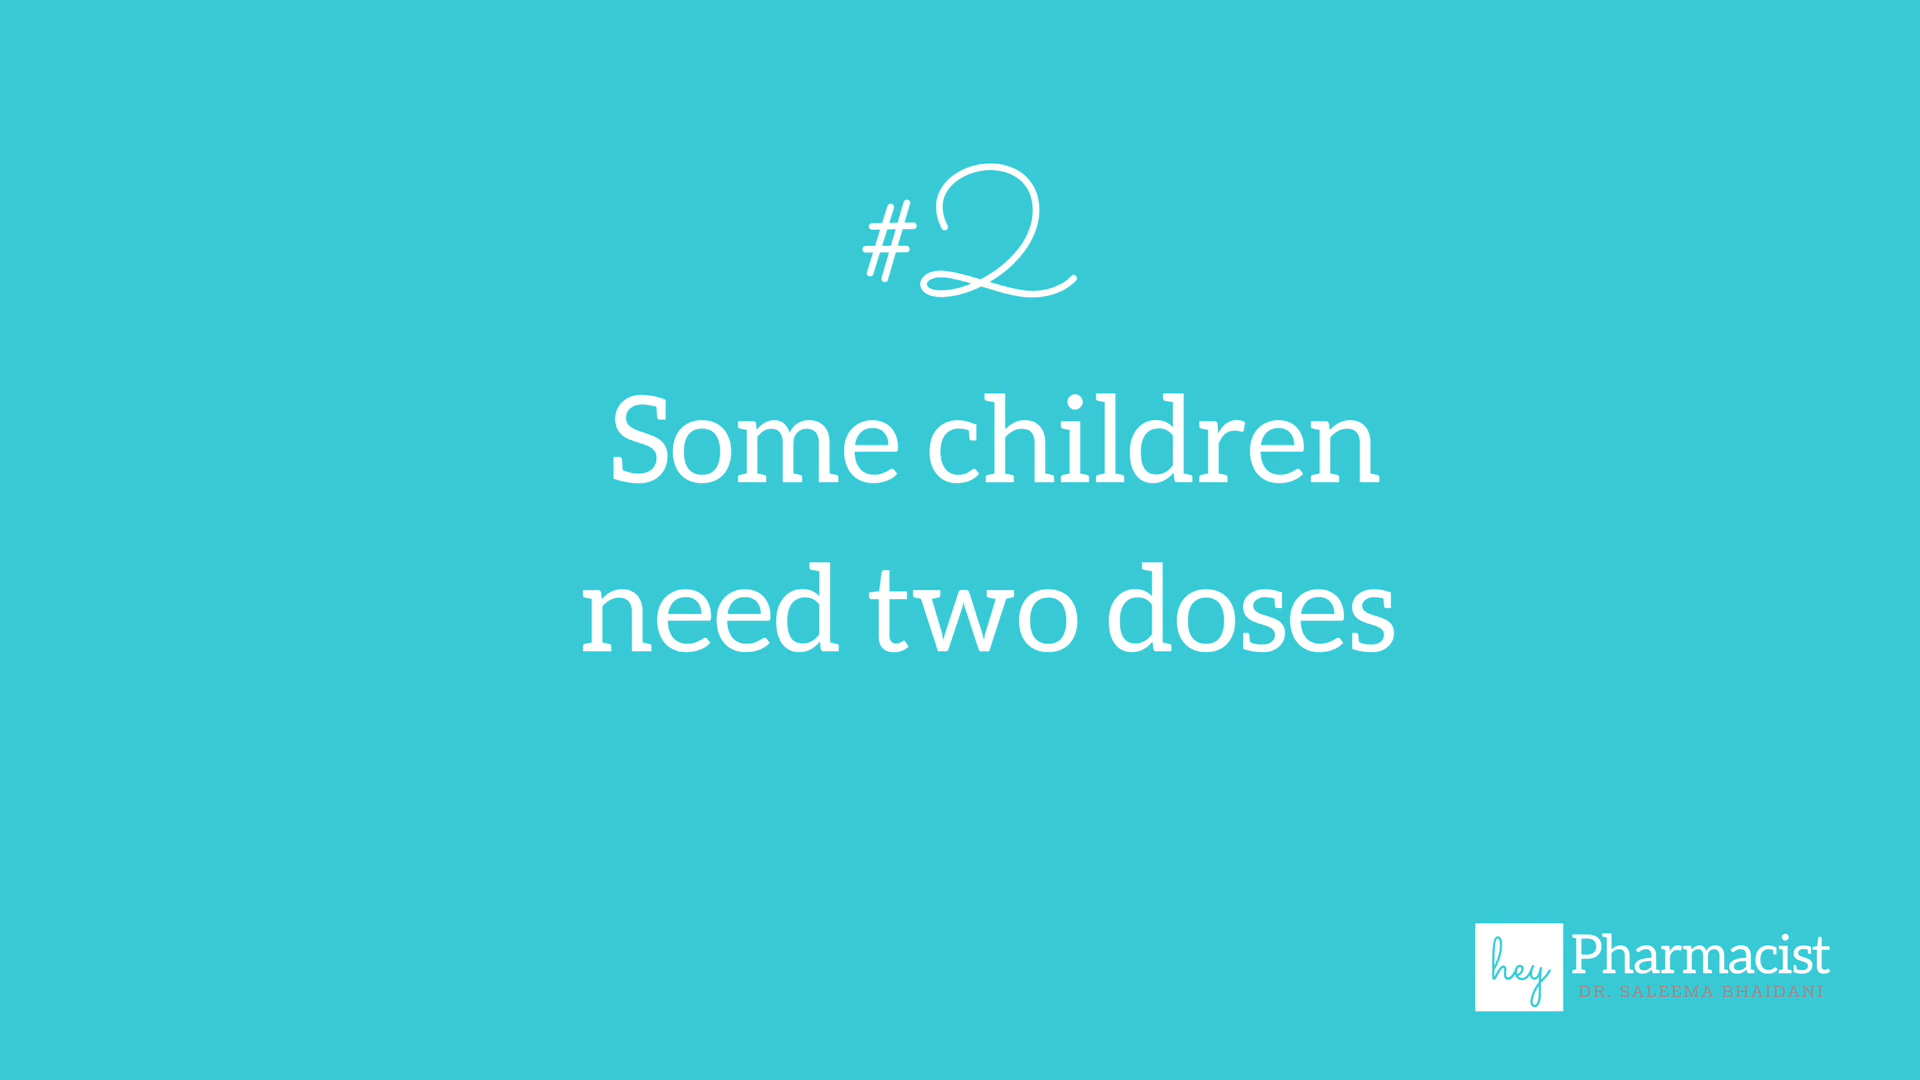 #2
Some children
need two doses
hey Pharmacist
DR. SALEEMA BHAIDANI